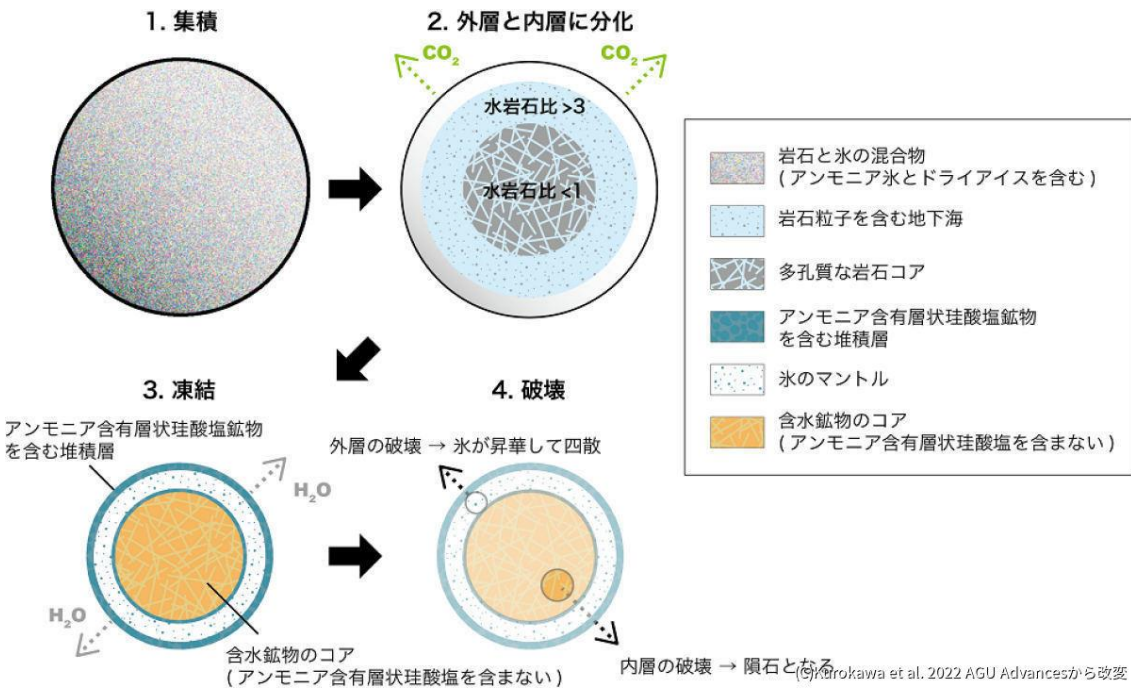 1. 集積
2. 外層と内層に分化
CO2
CO2
水岩石比 >3
水岩石比 <1
岩石と氷の混合物
( アンモニア氷とドライアイスを含む )
岩石粒子を含む地下海
多孔質な岩石コア
アンモニア含有層状珪酸塩鉱物
を含む堆積層
氷のマントル
含水鉱物のコア
( アンモニア含有層状珪酸塩を含まない )
3. 凍結
アンモニア含有層状珪酸塩鉱物
を含む堆積層
H2O
H2O
含水鉱物のコア
( アンモニア含有層状珪酸塩を含まない )
4. 破壊
外層の破壊 → 氷が昇華して四散
内層の破壊 → 隕石となる
(C)Kurokawa et al. 2022 AGU Advancesから改変